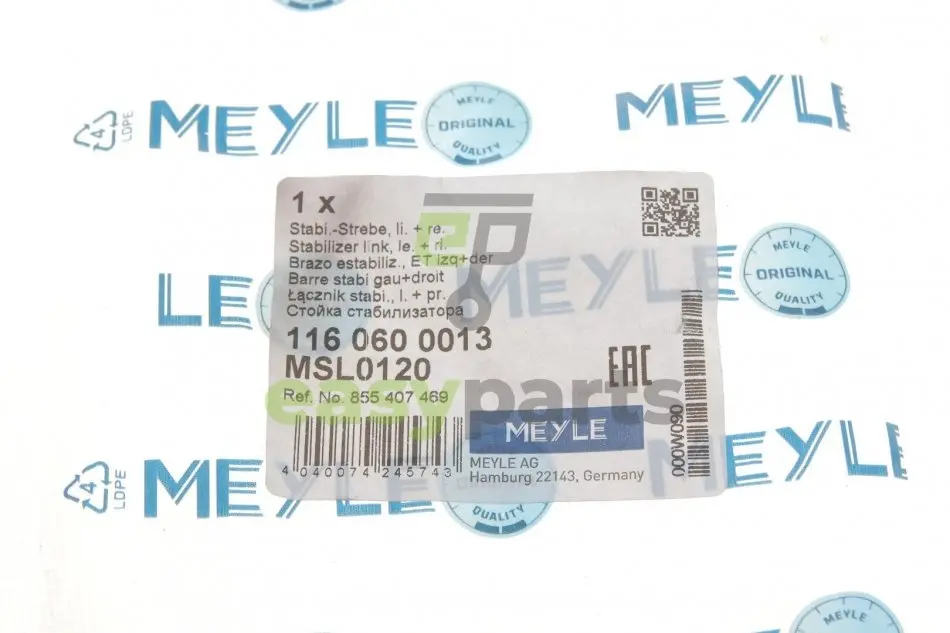 MEYLE
MEYLE
ORIGINAL
QUALITY
MEYLE
4
LDPE
1 x
Stabi.-Strebe, li. + re.
Stabilizer link, le. + ri.
Brazo estabiliz., ET izq+der
Barre stabi gau+droit
Łącznik stabi., l. + pr.
Стойка стабилизатора
116 060 0013
MSL0120
Ref. No. 855 407 469
4 040074 245743
EAC
MEYLE
MEYLE AG
Hamburg 22143, Germany
000W090
easyparts
MEYLE
MEYLE
ORIGINAL
QUALITY
4
LDPE
MEYLE
QUALITY
MEYLE